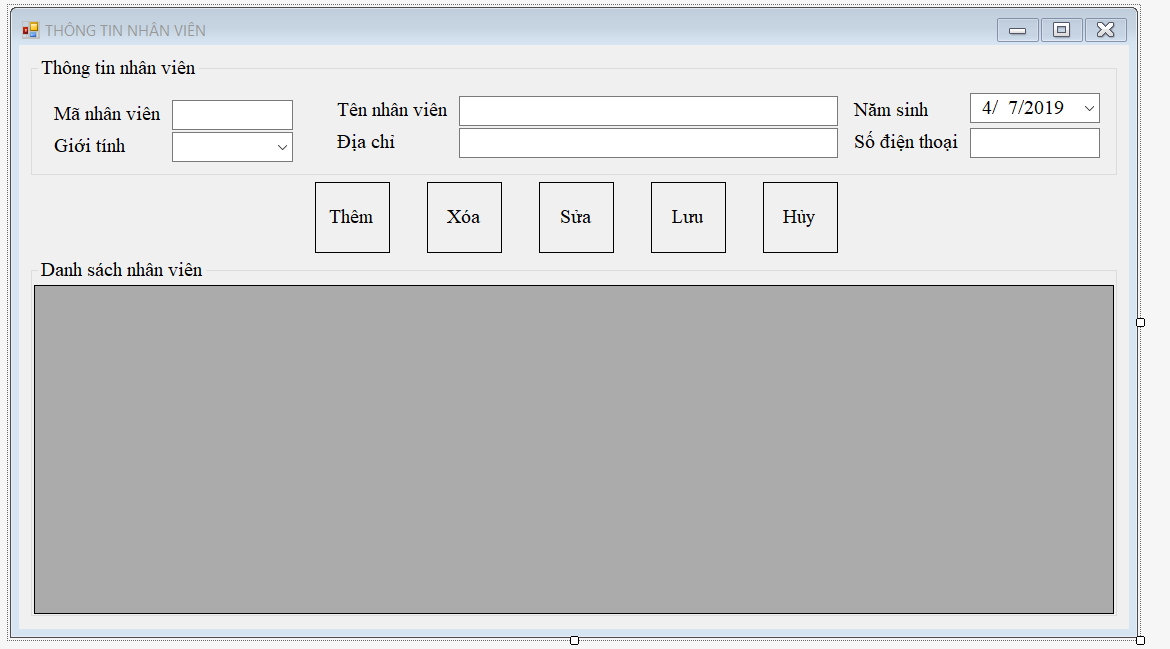 THÔNG TIN NHÂN VIÊN
Thông tin nhân viên
Mã nhân viên
Tên nhân viên
Năm sinh
4/ 7/2019
Giới tính
Địa chỉ
Số điện thoại
Thêm
Xóa
Sửa
Lưu
Hủy
Danh sách nhân viên